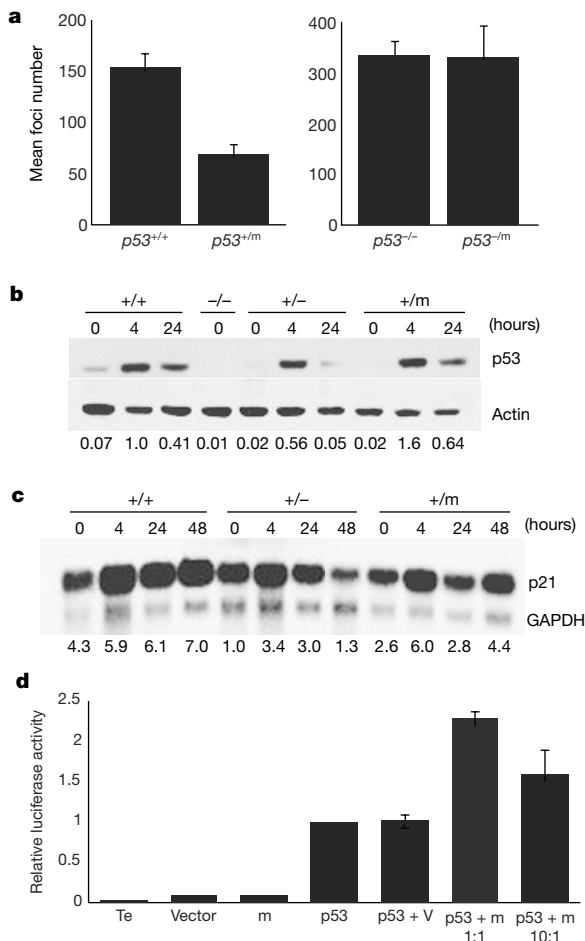 a
Mean foci number
200
150
100
50
0
p53+/+ p53+/m
400
300
200
100
0
p53−/− p53−/m
b
+/+ −/− +/− +/m
0 4 24 0 0 4 24 0 4 24 (hours)
p53
Actin
0.07 1.0 0.41 0.01 0.02 0.56 0.05 0.02 1.6 0.64
c
+/+ +/− +/m
0 4 24 48 0 4 24 48 0 4 24 48 (hours)
p21
GAPDH
4.3 5.9 6.1 7.0 1.0 3.4 3.0 1.3 2.6 6.0 2.8 4.4
d
Relative luciferase activity
2.5
2
1.5
1
0.5
0
Te Vector m p53 p53 + V p53 + m p53 + m
1:1 10:1